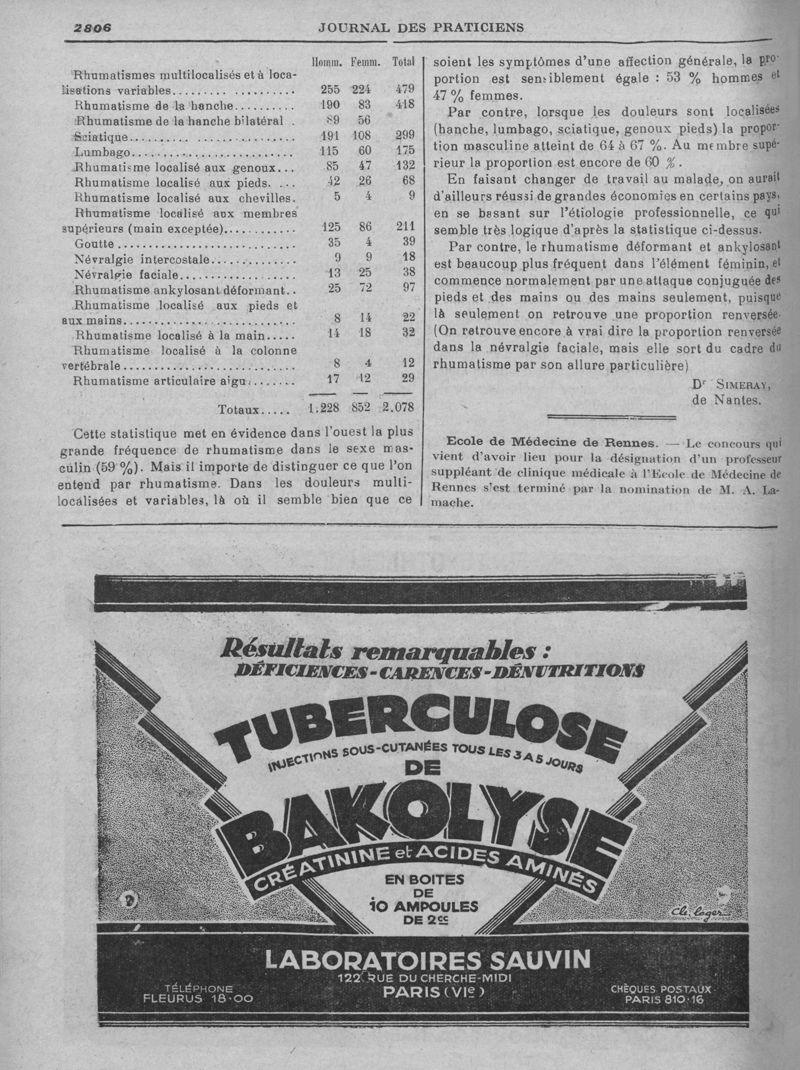 2806
JOURNAL DES PRATICIENS
Homm. Femm. Total
Rhumatismes multilocalisés et à loca-
lisations variables.................. 255 224 479
Rhumatisme de la hanche.......... 190 83 418
Rhumatisme de la hanche bilatéral . 89 56
Sciatique............................ 191 108 299
Lumbago............................ 115 60 175
Rhumatisme localisé aux genoux... 85 47 132
Rhumatisme localisé aux pieds. ... 42 26 68
Rhumatisme localisé aux chevilles. 5 4 9
Rhumatisme localisé aux membres
supérieurs (main exceptée)........... 125 86 211
Goutte............................ 35 4 39
Névralgie intercostale.............. 9 9 18
Névralgie faciale................... 13 25 38
Rhumatisme ankylosant déformant.. 25 72 97
Rhumatisme localisé aux pieds et
aux mains........................... 8 14 22
Rhumatisme localisé à la main..... 14 18 32
Rhumatisme localisé à la colonne
vertébrale........................... 8 4 12
Rhumatisme articulaire aigu........ 17 12 29
Totaux..... 1.228 852 2.078
Cette statistique met en évidence dans l'ouest la plus
grande fréquence de rhumatisme dans le sexe mas-
culin (59 %). Mais il importe de distinguer ce que l'on
entend par rhumatisme. Dans les douleurs multi-
localisées et variables, là où il semble bien que ce
soient les symptômes d'une affection générale, la pro-
portion est sensiblement égale : 53 % hommes et
47 % femmes.
Par contre, lorsque les douleurs sont localisées
(hanche, lumbago, sciatique, genoux pieds) la propor-
tion masculine atteint de 64 à 67 %. Au membre supé-
rieur la proportion est encore de 60 %.
En faisant changer de travail au malade, on aurait
d'ailleurs réussi de grandes économies en certains pays,
en se basant sur l'étiologie professionnelle, ce qui
semble très logique d'après la statistique ci-dessus.
Par contre, le rhumatisme déformant et ankylosant
est beaucoup plus fréquent dans l'élément féminin, et
commence normalement par une attaque conjuguée des
pieds et des mains ou des mains seulement, puisque
là seulement on retrouve une proportion renversée.
(On retrouve encore à vrai dire la proportion renversée
dans la névralgie faciale, mais elle sort du cadre du
rhumatisme par son allure particulière)
Dr SIMERAY,
de Nantes.
Ecole de Médecine de Rennes. — Le concours qui
vient d'avoir lieu pour la désignation d'un professeur
suppléant de clinique médicale à l'Ecole de Médecine de
Rennes s'est terminé par la nomination de M. A. La-
mache.
Résultats remarquables :
DÉFICIENCES - CARENCES - DÉNUTRITIONS
TUBERCULOSE
INJECTIONS SOUS-CUTANÉES TOUS LES 3 A 5 JOURS
DE
BAKOLYSE
CRÉATININE et ACIDES AMINÉS
EN BOITES
DE
10 AMPOULES
DE 2cc
Ch. Loger
LABORATOIRES SAUVIN
122, RUE DU CHERCHE-MIDI
PARIS (VIe)
TÉLÉPHONE
FLEURUS 18-00
CHÈQUES POSTAUX
PARIS 810-16